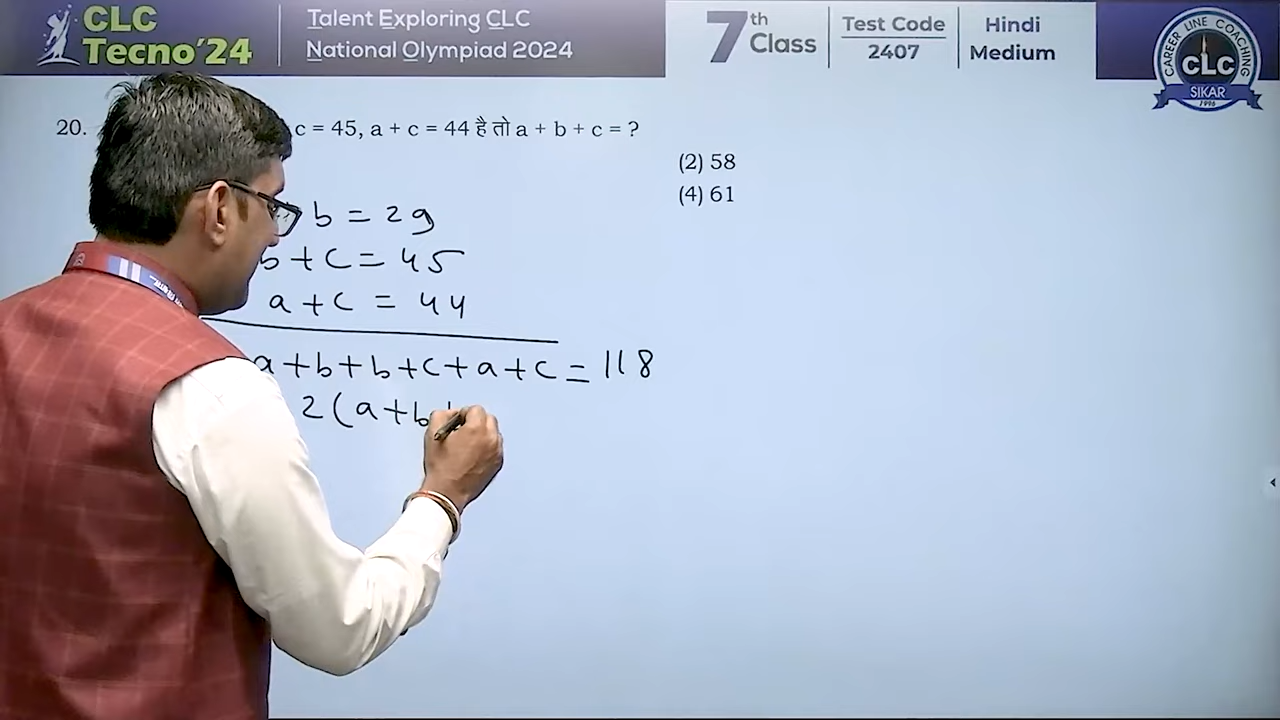 CLC
Tecno'24
Talent Exploring CLC
National Olympiad 2024
7th Class
Test Code
2407
Hindi
Medium
CAREER LINE COACHING
CLC
SIKAR
1996
20.
c = 45, a + c = 44 है तो a + b + c = ?
(2) 58
(4) 61
b = 29
b + c = 45
a + c = 44
a + b + b + c + a + c = 118
2 ( a + b